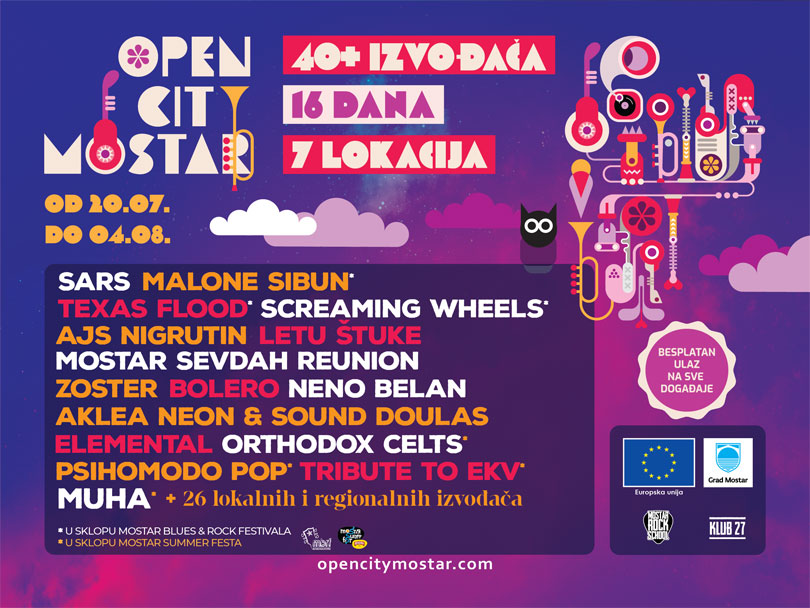 OPEN
CITY
MOSTAR
40+ IZVOĐAČA
16 DANA
7 LOKACIJA
OD 20.07.
DO 04.08.
SARS MALONE SIBUN*
TEXAS FLOOD* SCREAMING WHEELS*
AJS NIGRUTIN LETU ŠTUKE
MOSTAR SEVDAH REUNION
ZOSTER BOLERO NENO BELAN
AKLEA NEON & SOUND DOULAS
ELEMENTAL ORTHODOX CELTS*
PSIHOMODO POP* TRIBUTE TO EKV*
MUHA* + 26 lokalnih i regionalnih izvođača
* U SKLOPU MOSTAR BLUES & ROCK FESTIVALA
* U SKLOPU MOSTAR SUMMER FESTA
BESPLATAN
ULAZ
NA SVE
DOGAĐAJE
Europska unija
Grad Mostar
MOSTAR
ROCK
SCHOOL
KLUB 27
opencitymostar.com